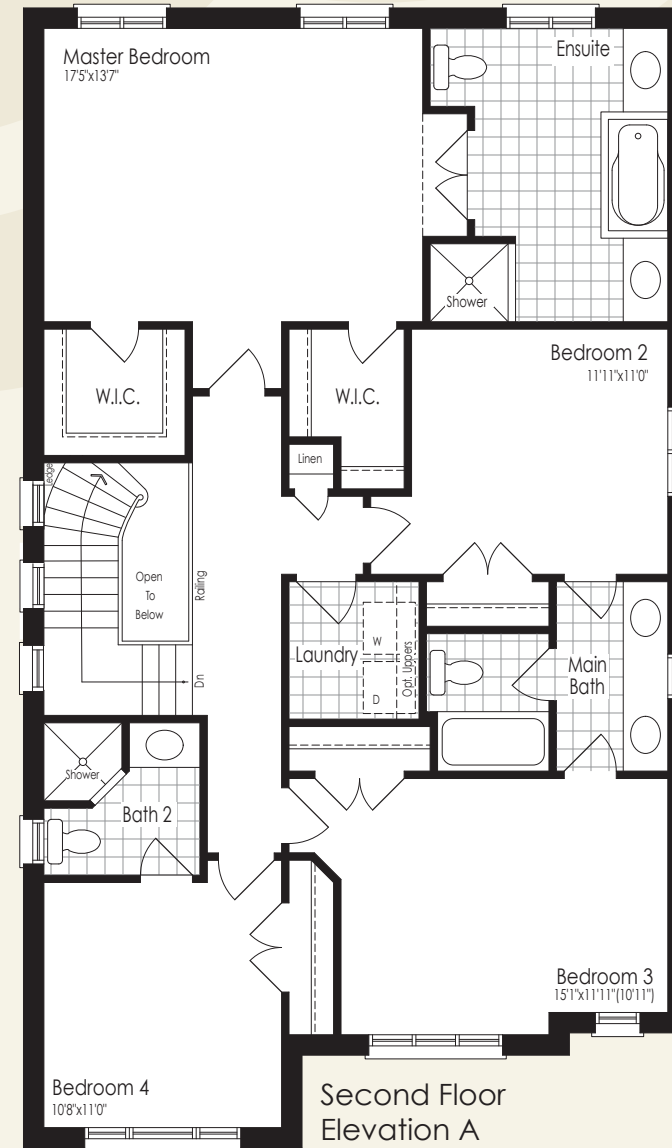 Master Bedroom
17'5"x13'7"
Ensuite
Shower
W.I.C.
W.I.C.
Linen
Bedroom 2
11'11"x11'0"
Ledge
Open
To
Below
Railing
Dn
Laundry
W
D
Opt. Uppers
Main
Bath
Shower
Bath 2
Bedroom 3
15'1"x11'11"(10'11")
Bedroom 4
10'8"x11'0"
Second Floor
Elevation A